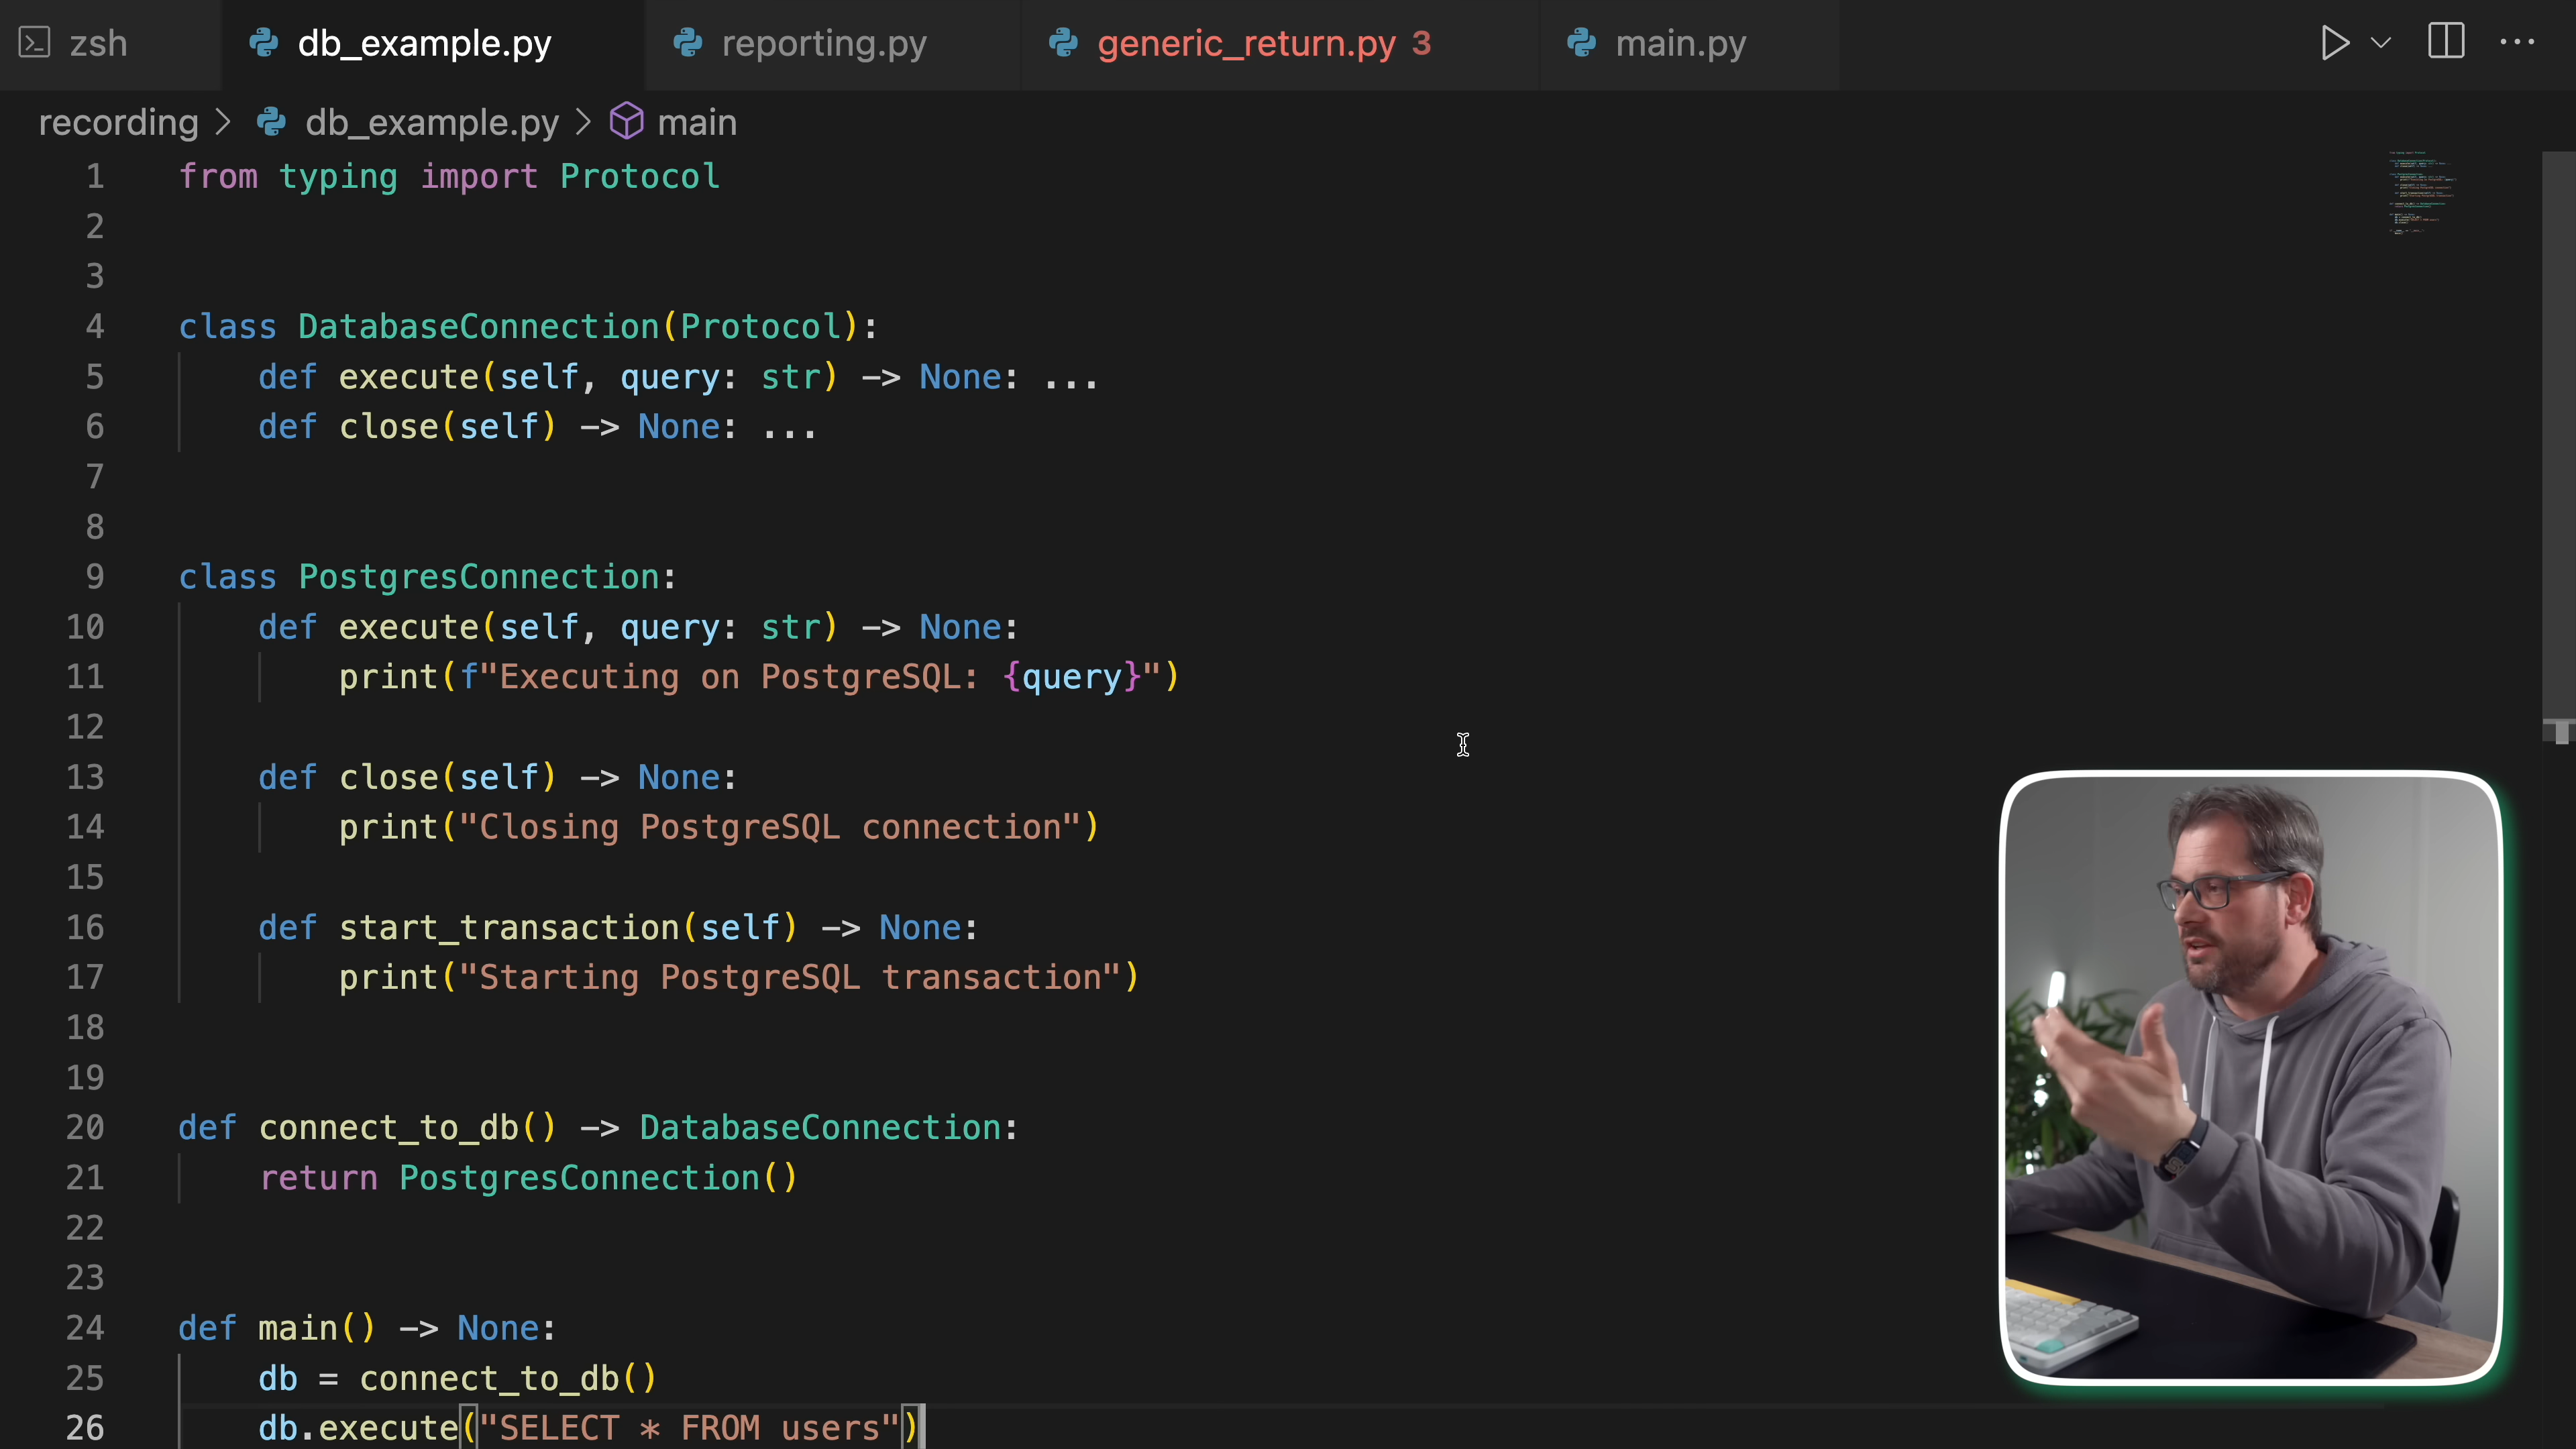 zsh
db_example.py
reporting.py
generic_return.py 3
main.py
recording > db_example.py > main
1 from typing import Protocol
2
3
4 class DatabaseConnection(Protocol):
5     def execute(self, query: str) -> None: ...
6     def close(self) -> None: ...
7
8
9 class PostgresConnection:
10     def execute(self, query: str) -> None:
11         print(f"Executing on PostgreSQL: {query}")
12
13     def close(self) -> None:
14         print("Closing PostgreSQL connection")
15
16     def start_transaction(self) -> None:
17         print("Starting PostgreSQL transaction")
18
19
20 def connect_to_db() -> DatabaseConnection:
21     return PostgresConnection()
22
23
24 def main() -> None:
25     db = connect_to_db()
26     db.execute("SELECT * FROM users")